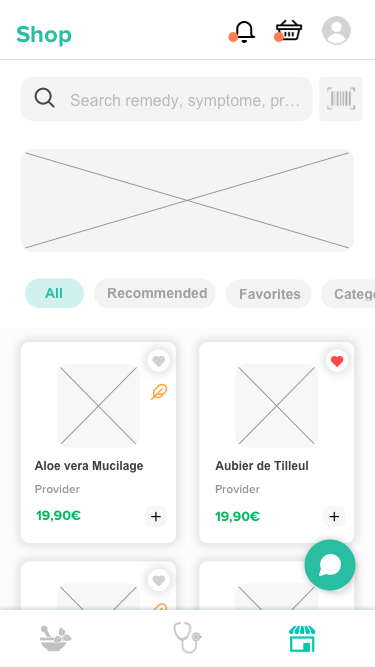 Shop
Search remedy, symptome, pr...
All
Recommended
Favorites
Catego
Aloe vera Mucilage
Provider
19,90€
+
Aubier de Tilleul
Provider
19,90€
+